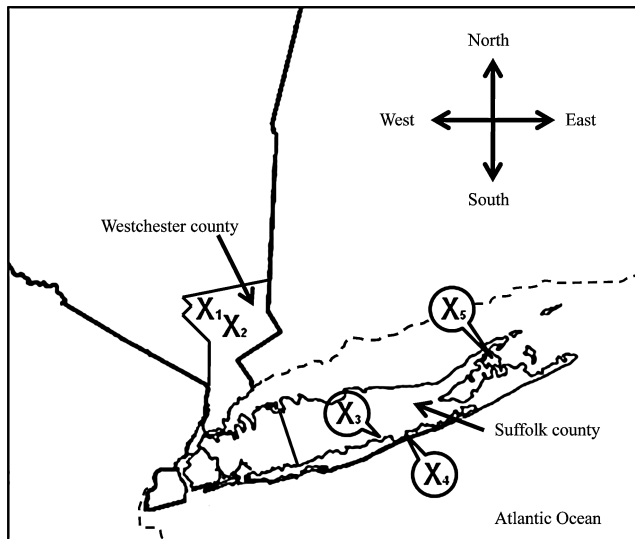 North
West
East
South
Westchester county
X1
X2
X5
X3
Suffolk county
X4
Atlantic Ocean